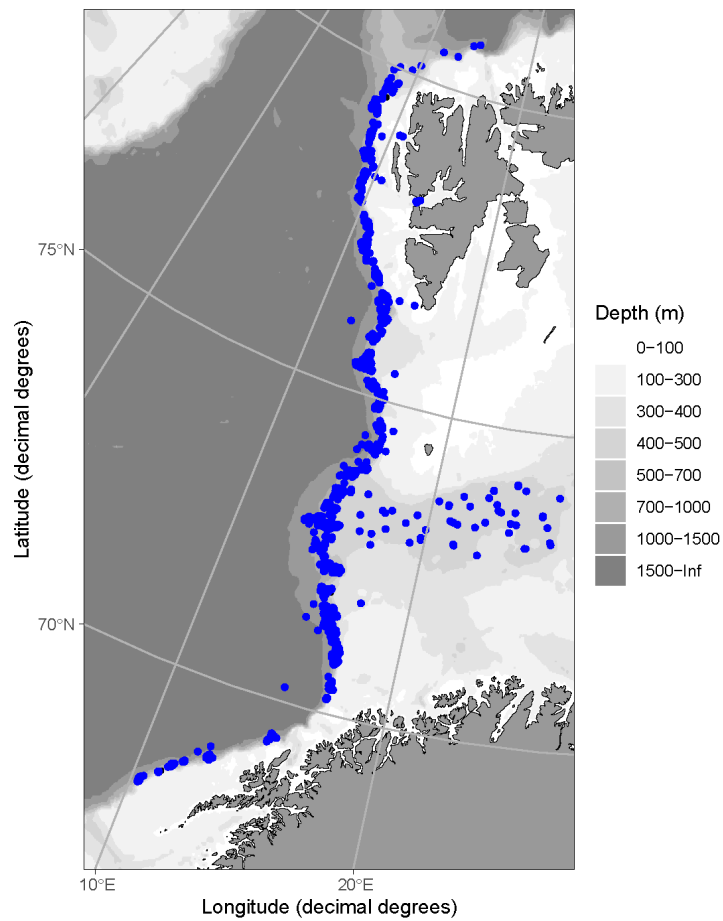 75°N
70°N
10°E
20°E
Longitude (decimal degrees)
Latitude (decimal degrees)
Depth (m)
0−100
100−300
300−400
400−500
500−700
700−1000
1000−1500
1500−Inf